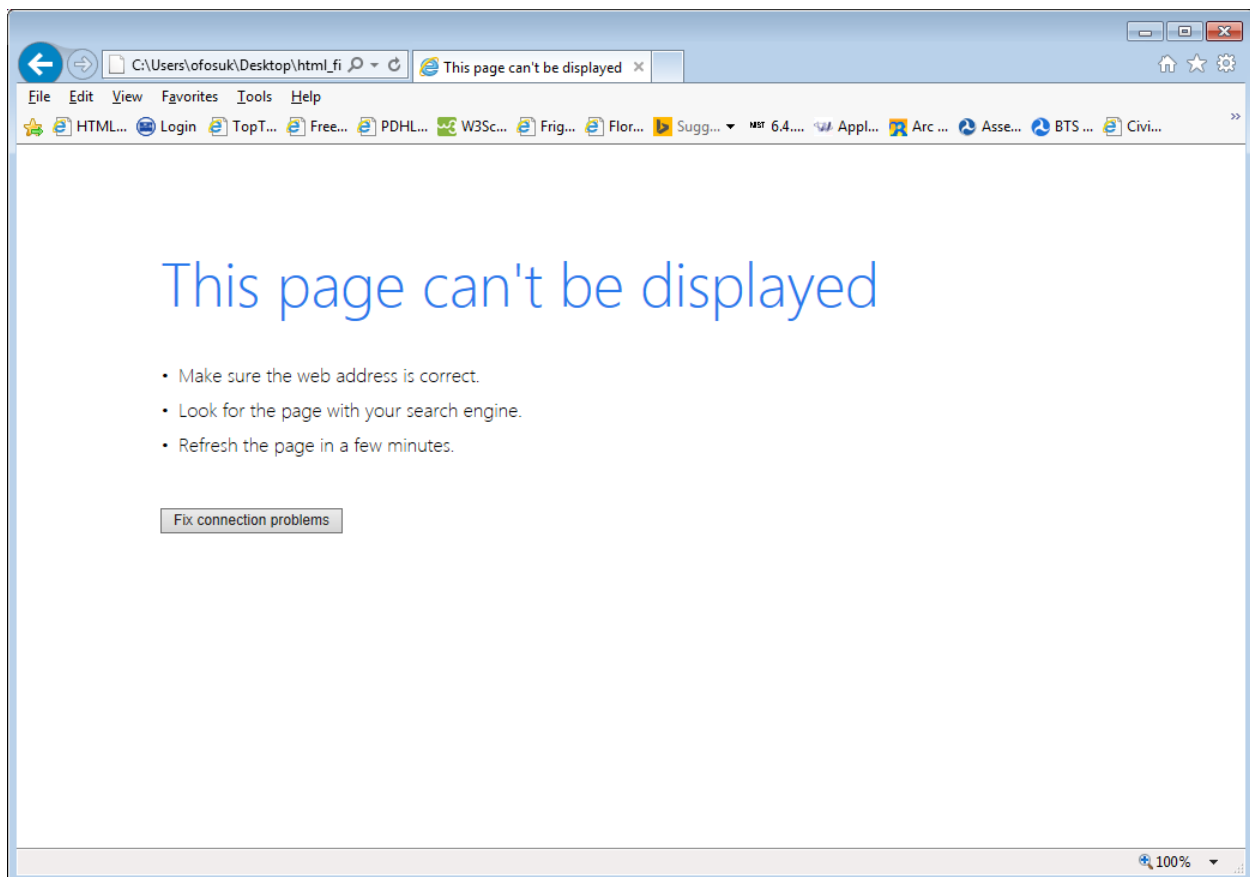 C:\Users\ofosuk\Desktop\html_fi
This page can't be displayed
File Edit View Favorites Tools Help
HTML... Login TopT... Free... PDHL... W3Sc... Frig... Flor... Sugg... NIST 6.4.... Appl... Arc ... Asse... BTS ... Civi...
This page can't be displayed
• Make sure the web address is correct.
• Look for the page with your search engine.
• Refresh the page in a few minutes.
Fix connection problems
100%